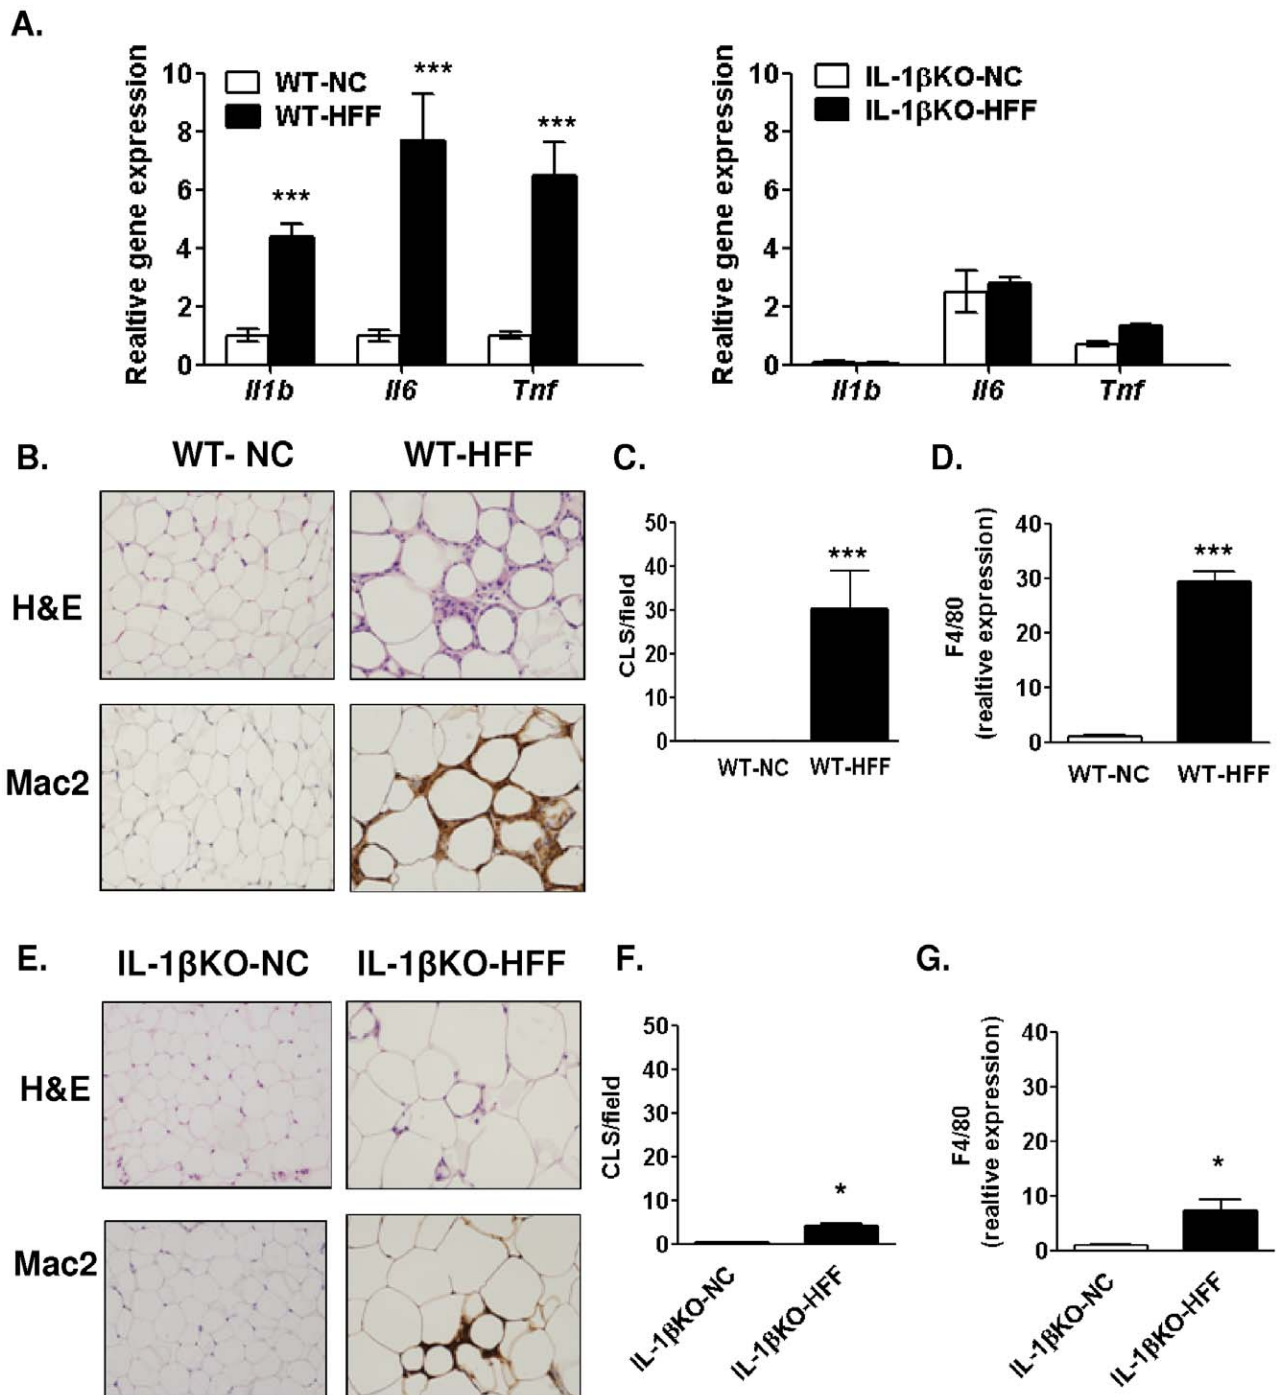 A.
Realtive gene expression
10
8
6
4
2
0
WT-NC
WT-HFF
***
***
***
Il1b
Il6
Tnf
Realtive gene expression
10
8
6
4
2
0
IL-1βKO-NC
IL-1βKO-HFF
Il1b
Il6
Tnf
B.
WT- NC
WT-HFF
H&E
Mac2
C.
CLS/field
50
40
30
20
10
0
***
WT-NC
WT-HFF
D.
F4/80
(realtive expression)
40
30
20
10
0
***
WT-NC
WT-HFF
E.
IL-1βKO-NC
IL-1βKO-HFF
H&E
Mac2
F.
CLS/field
50
40
30
20
10
0
*
IL-1βKO-NC
IL-1βKO-HFF
G.
F4/80
(realtive expression)
40
30
20
10
0
*
IL-1βKO-NC
IL-1βKO-HFF